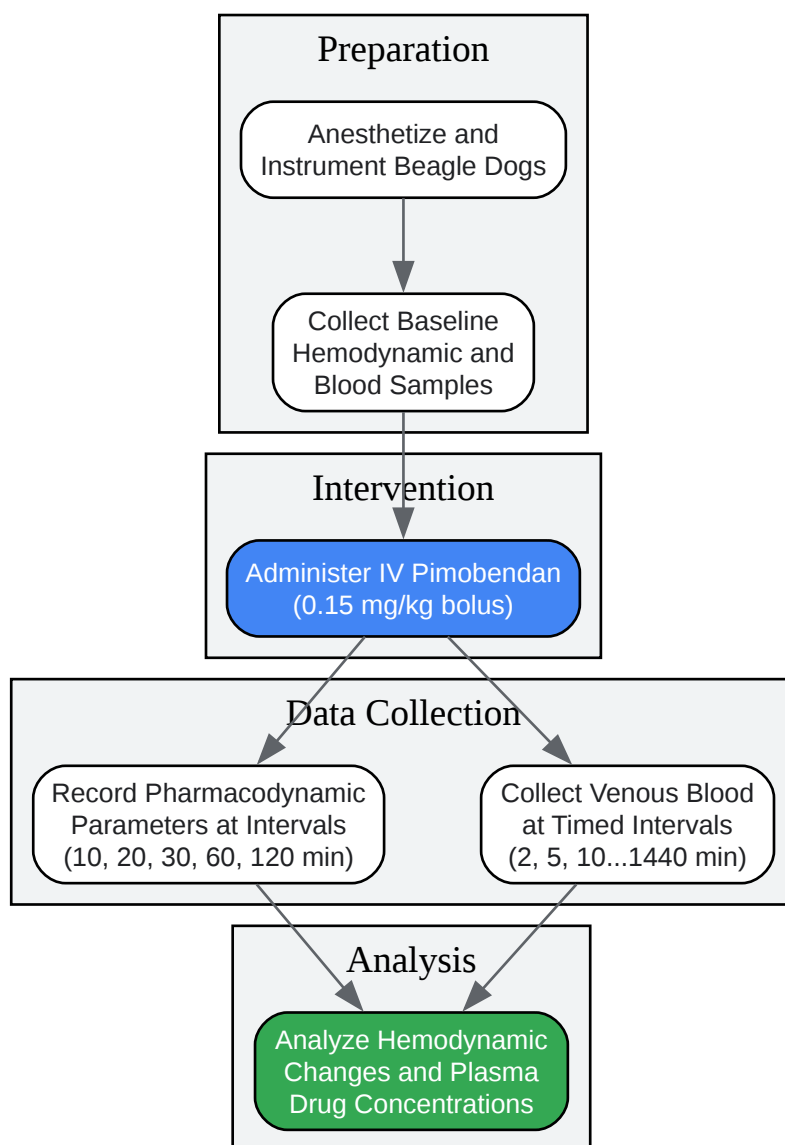 Preparation
Anesthetize and
Instrument Beagle Dogs
Collect Baseline
Hemodynamic and
Blood Samples
Intervention
Administer IV Pimobendan
(0.15 mg/kg bolus)
Data Collection
Record Pharmacodynamic
Parameters at Intervals
(10, 20, 30, 60, 120 min)
Collect Venous Blood
at Timed Intervals
(2, 5, 10...1440 min)
Analysis
Analyze Hemodynamic
Changes and Plasma
Drug Concentrations